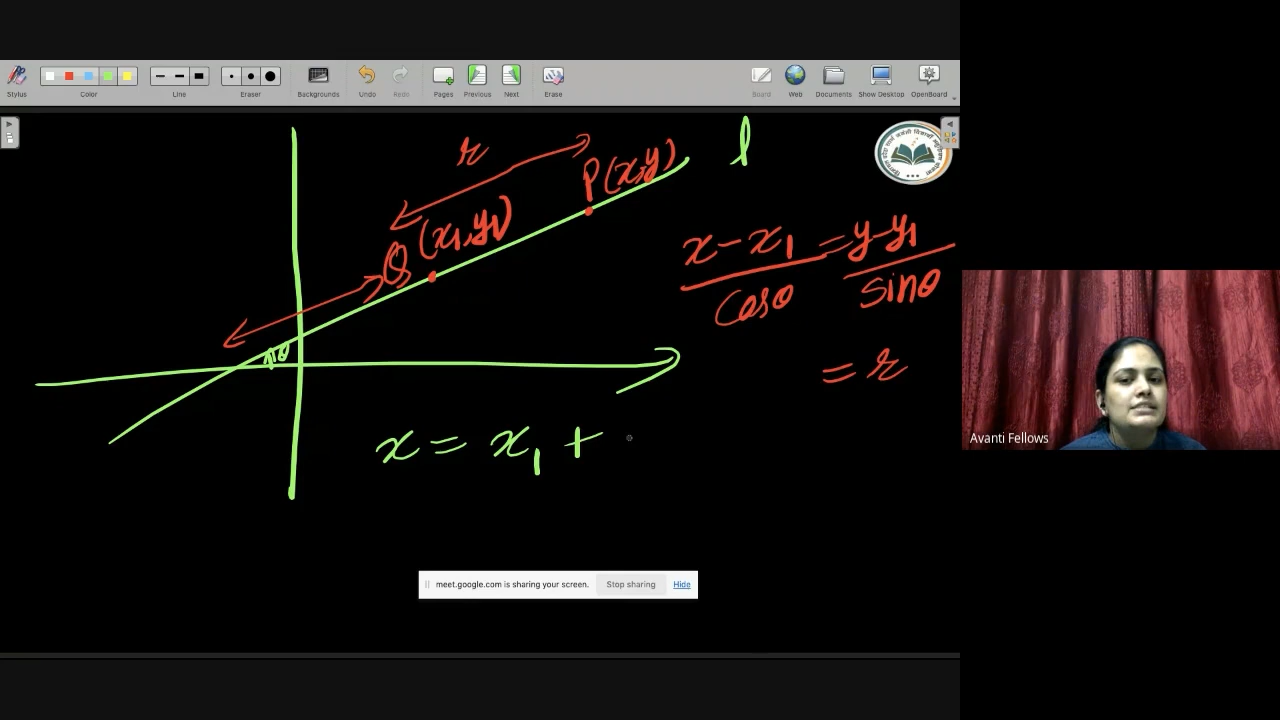 Stylus
Color
Line
Eraser
Backgrounds
Undo
Redo
Pages
Previous
Next
Erase
Board
Web
Documents
Show Desktop
OpenBoard
r
P(x,y)
l
Q(x₁,y₁)
x-x₁/cosθ = y-y₁/sinθ
= r
θ
x = x₁ +
Avanti Fellows
meet.google.com is sharing your screen.
Stop sharing
Hide